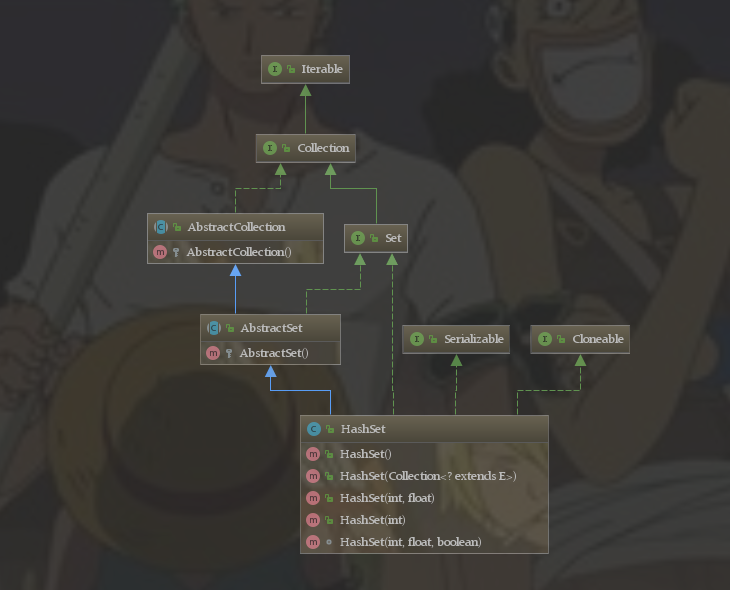 Iterable
Collection
AbstractCollection
AbstractCollection()
Set
AbstractSet
AbstractSet()
Serializable
Cloneable
HashSet
HashSet()
HashSet(Collection<? extends E>)
HashSet(int, float)
HashSet(int)
HashSet(int, float, boolean)